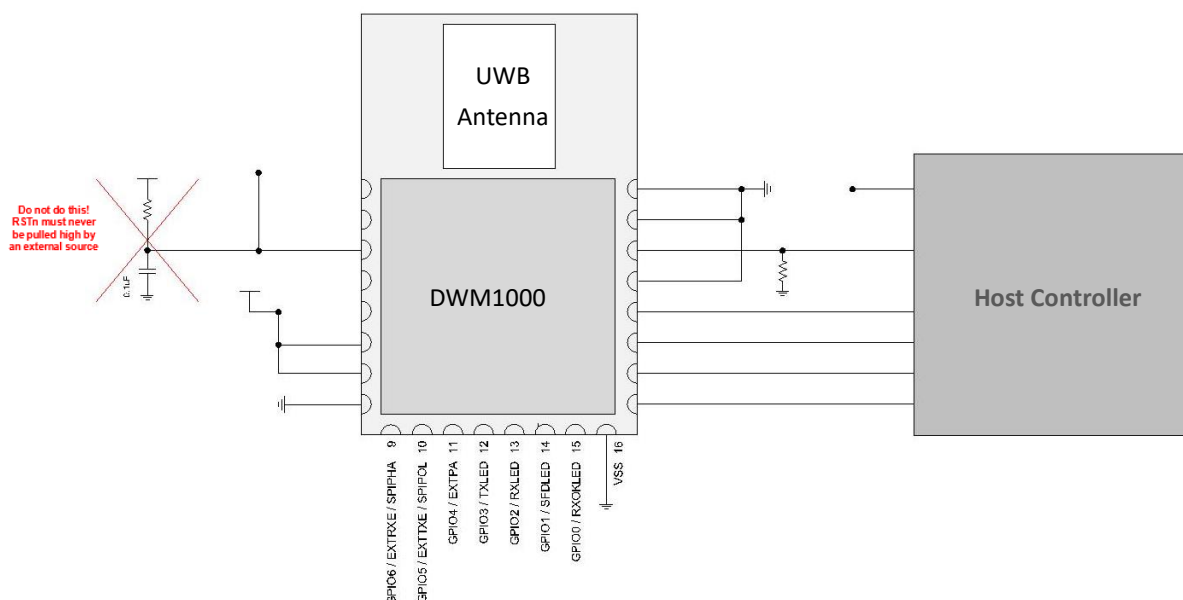 UWB
Antenna
Do not do this!
RSTn must never
be pulled high by
an external source
0.1uF
DWM1000
Host Controller
GPIO6 / EXTRXE / SPIPHA 9
GPIO5 / EXTTXE / SPIPOL 10
GPIO4 / EXTPA 11
GPIO3 / TXLED 12
GPIO2 / RXLED 13
GPIO1 / SFDLED 14
GPIO0 / RXOKLED 15
VSS 16